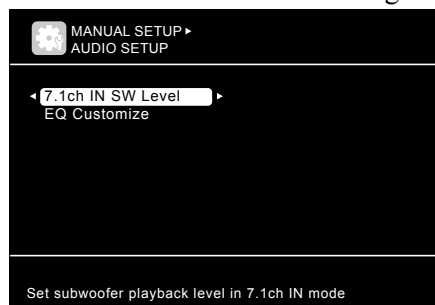 MANUAL SETUP▸
AUDIO SETUP
◂ 7.1ch IN SW Level ▸
EQ Customize
Set subwoofer playback level in 7.1ch IN mode